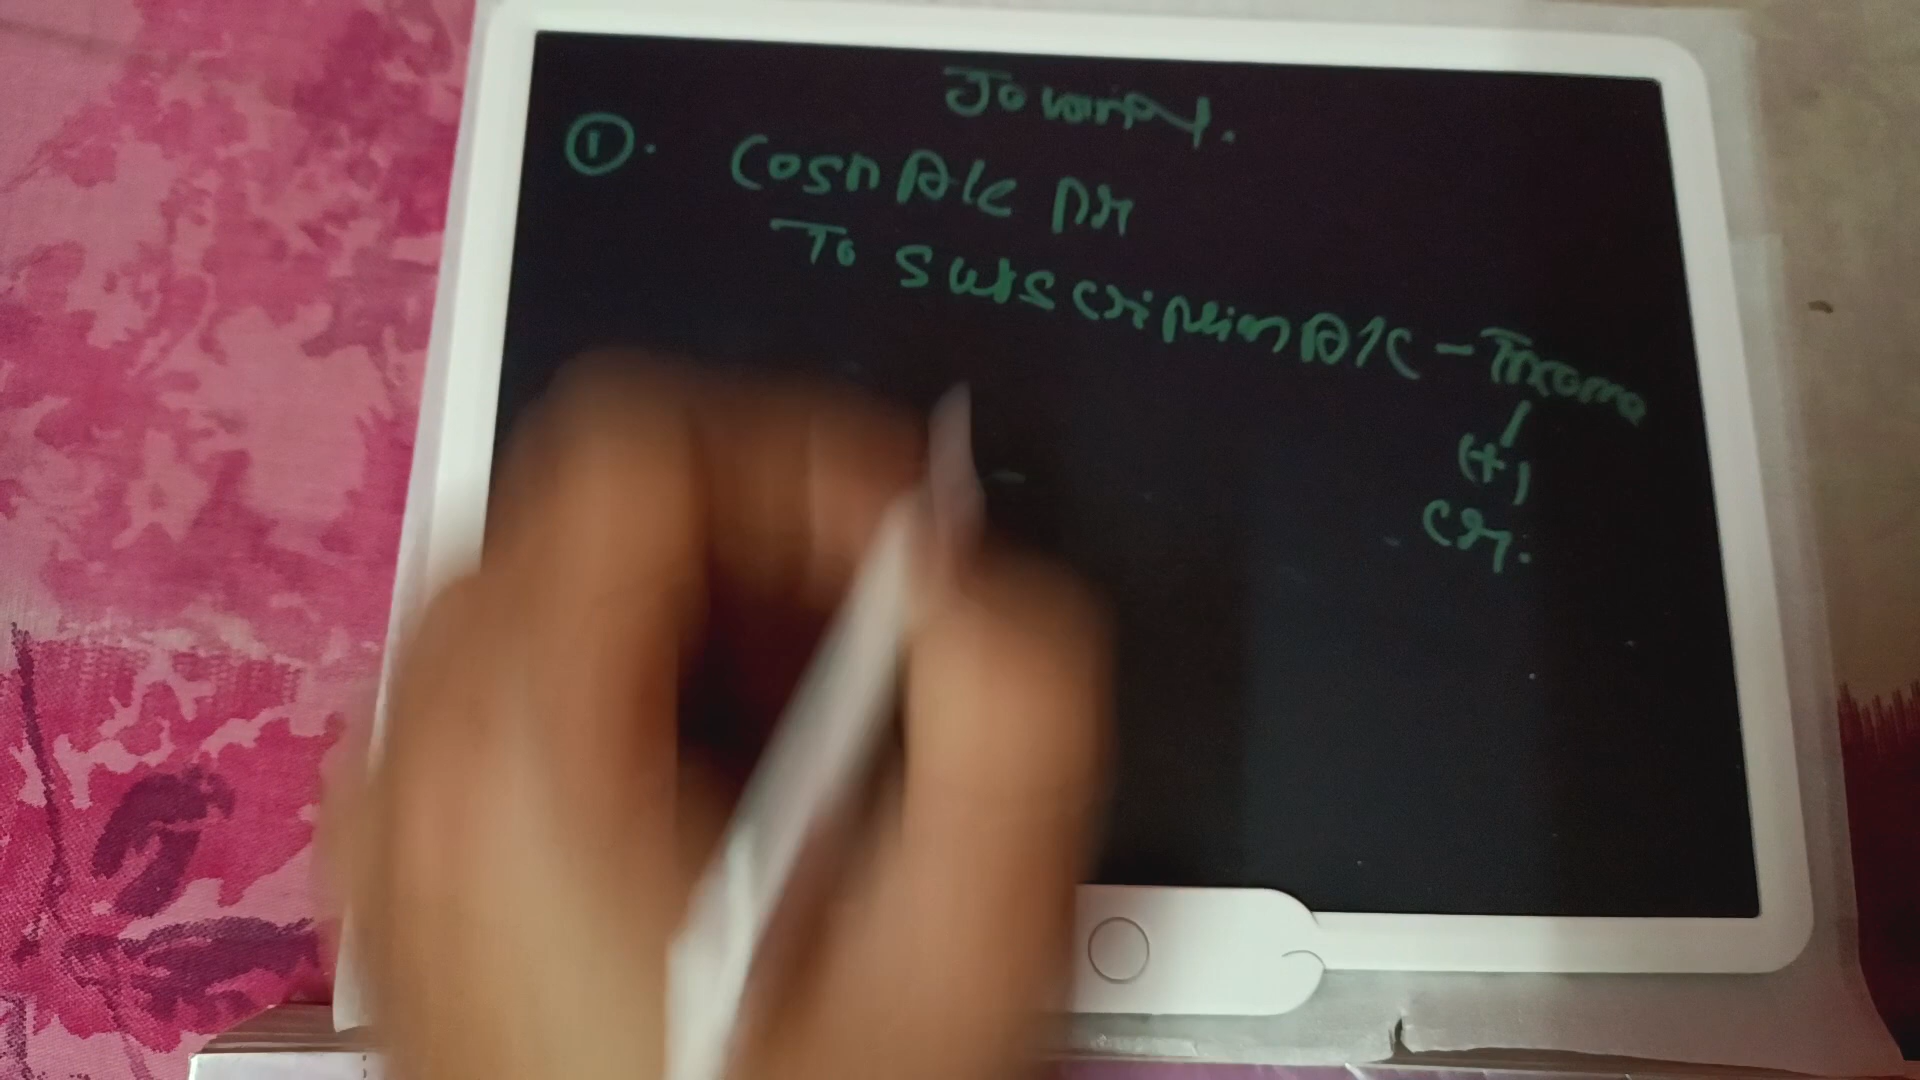 Journal.
①. Cash A/c Dr
To Subscription A/C - Income
(+)
Cr.